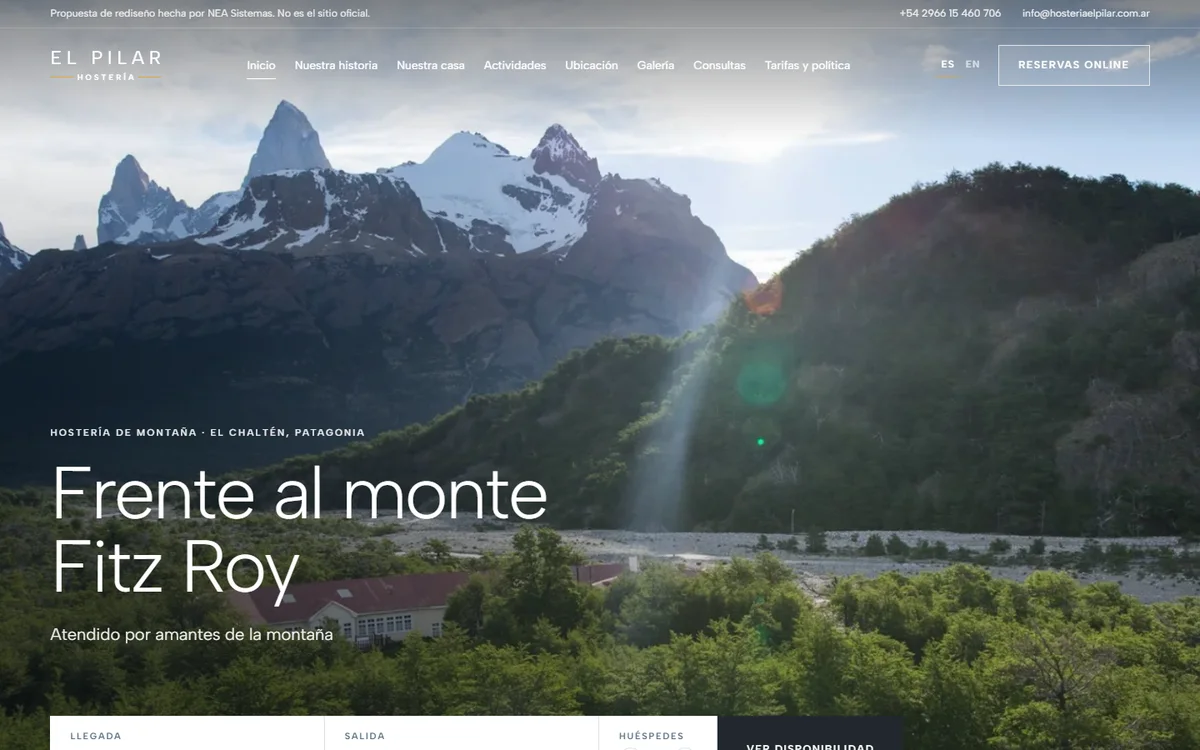 Propuesta de rediseño hecha por NEA Sistemas. No es el sitio oficial.
+54 2966 15 460 706
info@hosteriaelpilar.com.ar
EL PILAR
HOSTERÍA
Inicio
Nuestra historia
Nuestra casa
Actividades
Ubicación
Galería
Consultas
Tarifas y política
ES
EN
RESERVAS ONLINE
HOSTERÍA DE MONTAÑA · EL CHALTÉN, PATAGONIA
Frente al monte
Fitz Roy
Atendido por amantes de la montaña
LLEGADA
SALIDA
HUÉSPEDES
VER DISPONIBILIDAD